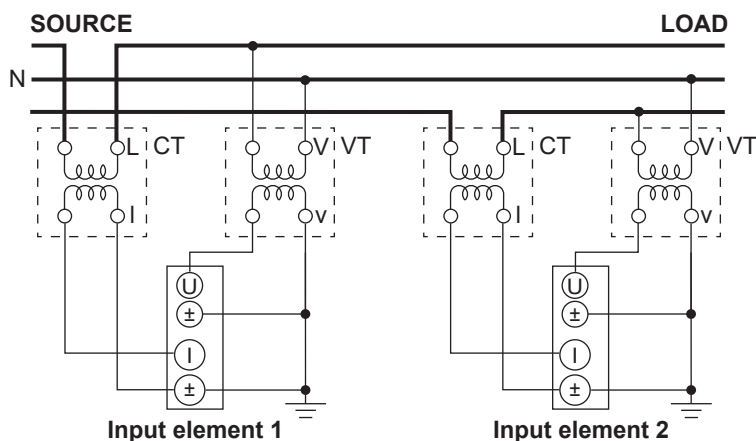 SOURCE LOAD
N
L CT V VT L CT V VT
l v l v
U U
± ±
I I
± ±
Input element 1 Input element 2